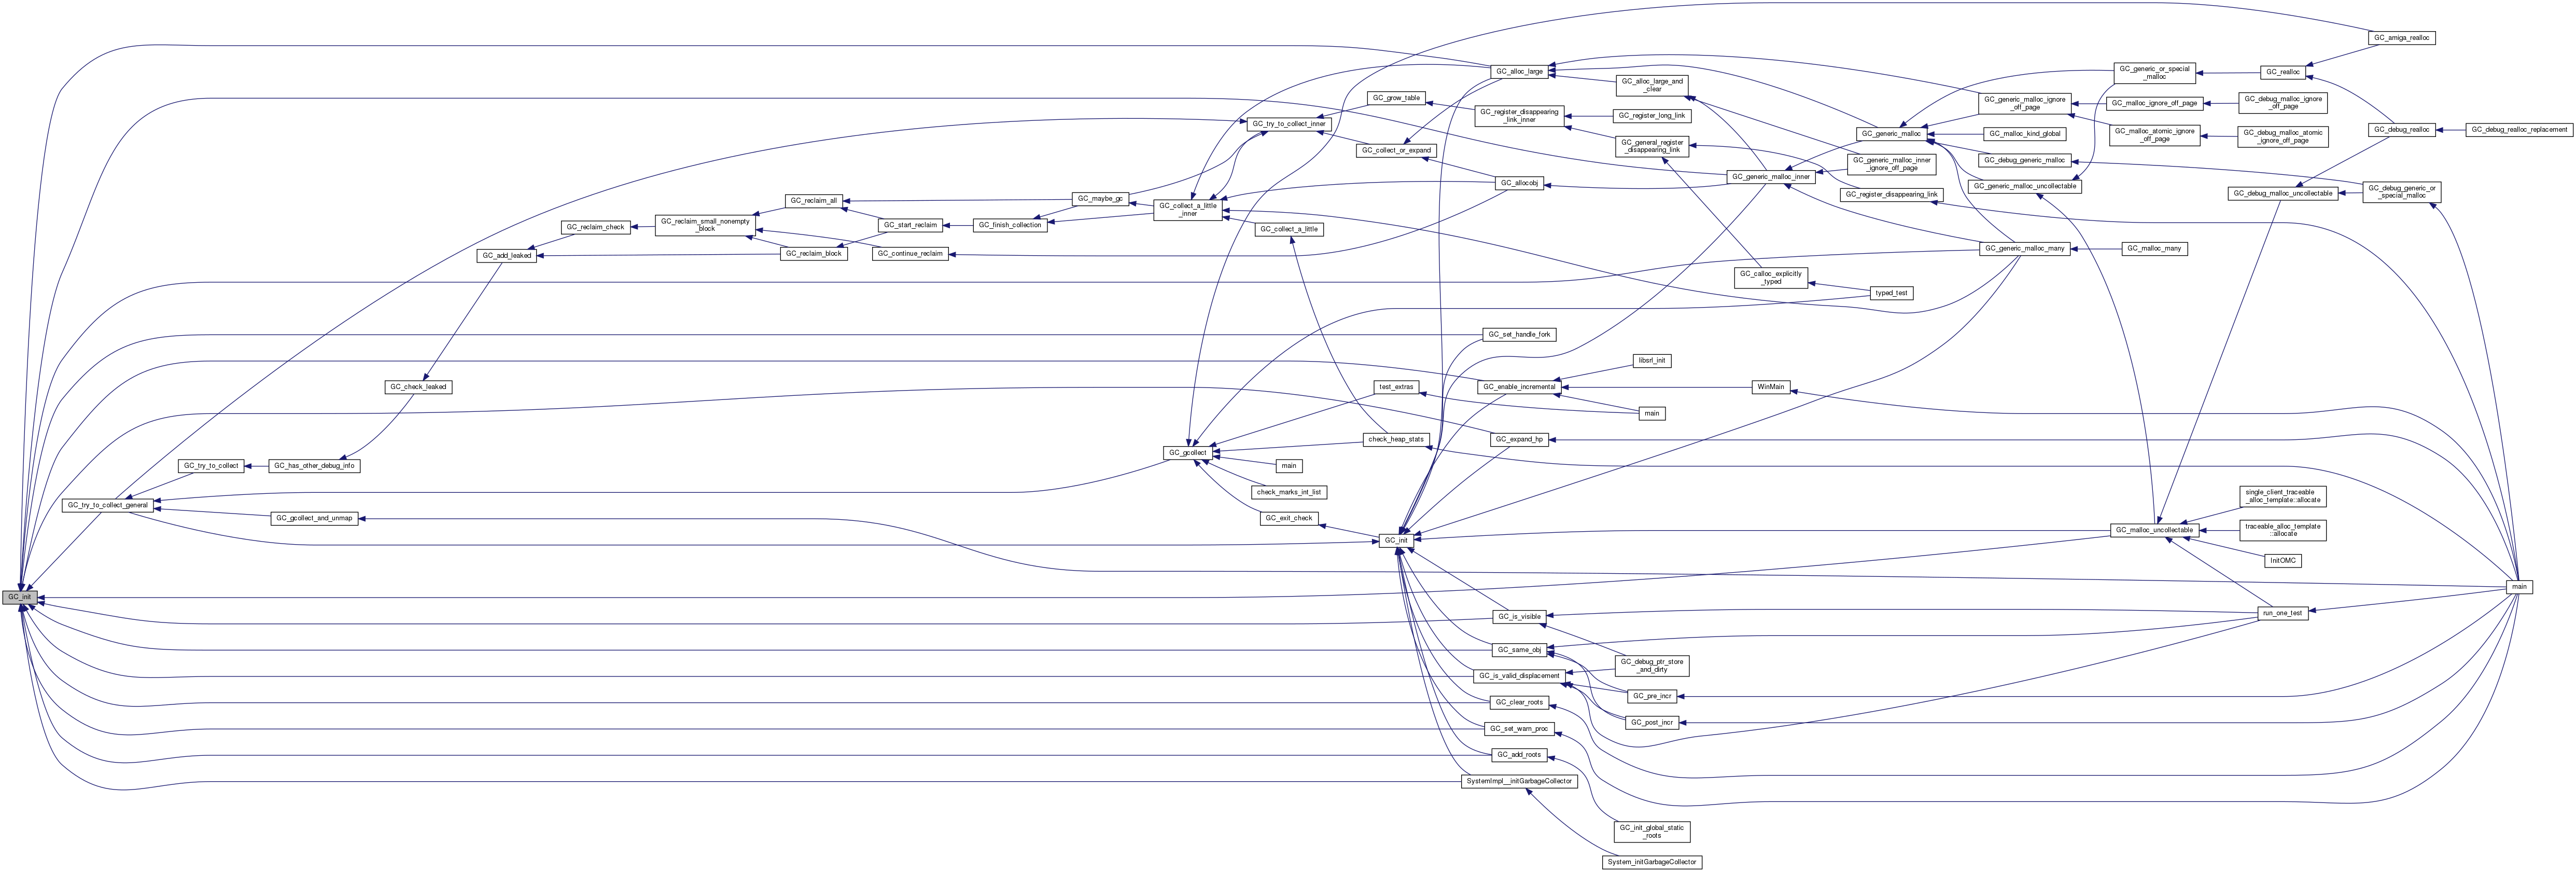 GC_amiga_realloc
GC_alloc_large
GC_generic_or_special
_malloc
GC_realloc
GC_alloc_large_and
_clear
GC_grow_table
GC_generic_malloc_ignore
_off_page
GC_malloc_ignore_off_page
GC_debug_malloc_ignore
_off_page
GC_register_disappearing
_link_inner
GC_register_long_link
GC_try_to_collect_inner
GC_generic_malloc
GC_malloc_kind_global
GC_malloc_atomic_ignore
_off_page
GC_debug_malloc_atomic
_ignore_off_page
GC_debug_realloc
GC_debug_realloc_replacement
GC_collect_or_expand
GC_general_register
_disappearing_link
GC_generic_malloc_inner
_ignore_off_page
GC_debug_generic_malloc
GC_allocobj
GC_generic_malloc_inner
GC_generic_malloc_uncollectable
GC_register_disappearing_link
GC_debug_malloc_uncollectable
GC_debug_generic_or
_special_malloc
GC_reclaim_all
GC_maybe_gc
GC_collect_a_little
_inner
GC_reclaim_check
GC_reclaim_small_nonempty
_block
GC_start_reclaim
GC_finish_collection
GC_collect_a_little
GC_add_leaked
GC_reclaim_block
GC_continue_reclaim
GC_generic_malloc_many
GC_malloc_many
GC_calloc_explicitly
_typed
typed_test
GC_set_handle_fork
libsrl_init
GC_check_leaked
test_extras
GC_enable_incremental
WinMain
main
check_heap_stats
GC_expand_hp
GC_gcollect
GC_try_to_collect
GC_has_other_debug_info
main
check_marks_int_list
GC_try_to_collect_general
GC_gcollect_and_unmap
GC_exit_check
single_client_traceable
_alloc_template::allocate
GC_init
GC_malloc_uncollectable
traceable_alloc_template
::allocate
InitOMC
main
GC_init
GC_is_visible
run_one_test
GC_same_obj
GC_debug_ptr_store
_and_dirty
GC_is_valid_displacement
GC_pre_incr
GC_clear_roots
GC_post_incr
GC_set_warn_proc
GC_add_roots
SystemImpl__initGarbageCollector
GC_init_global_static
_roots
System_initGarbageCollector